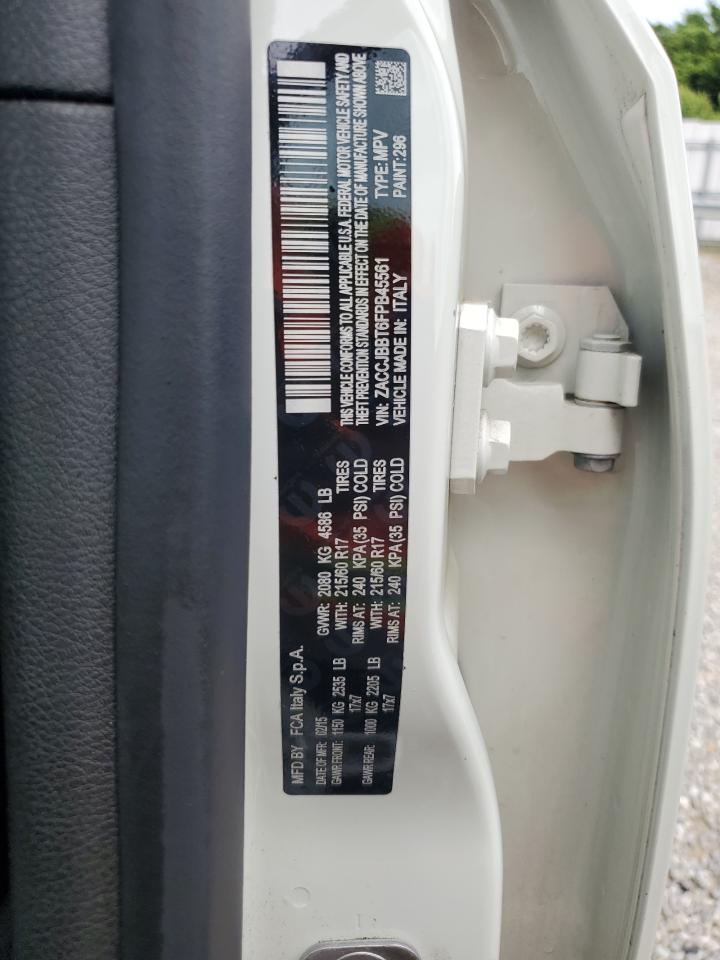 MFD BY FCA Italy S.p.A.
DATE OF MFR: 02/15 GVWR: 2080 KG 4586 LB
GAWR FRONT: 1150 KG 2535 LB WITH: 215/60 R17 TIRES
17x7 RIMS AT: 240 KPA (35 PSI) COLD
GAWR REAR: 1000 KG 2205 LB WITH: 215/60 R17 TIRES
17x7 RIMS AT: 240 KPA (35 PSI) COLD
THIS VEHICLE CONFORMS TO ALL APPLICABLE U.S.A. FEDERAL MOTOR VEHICLE SAFETY AND
THEFT PREVENTION STANDARDS IN EFFECT ON THE DATE OF MANUFACTURE SHOWN ABOVE
VIN: ZACCJBBT6FPB45561 TYPE: MPV
VEHICLE MADE IN: ITALY PAINT: 296